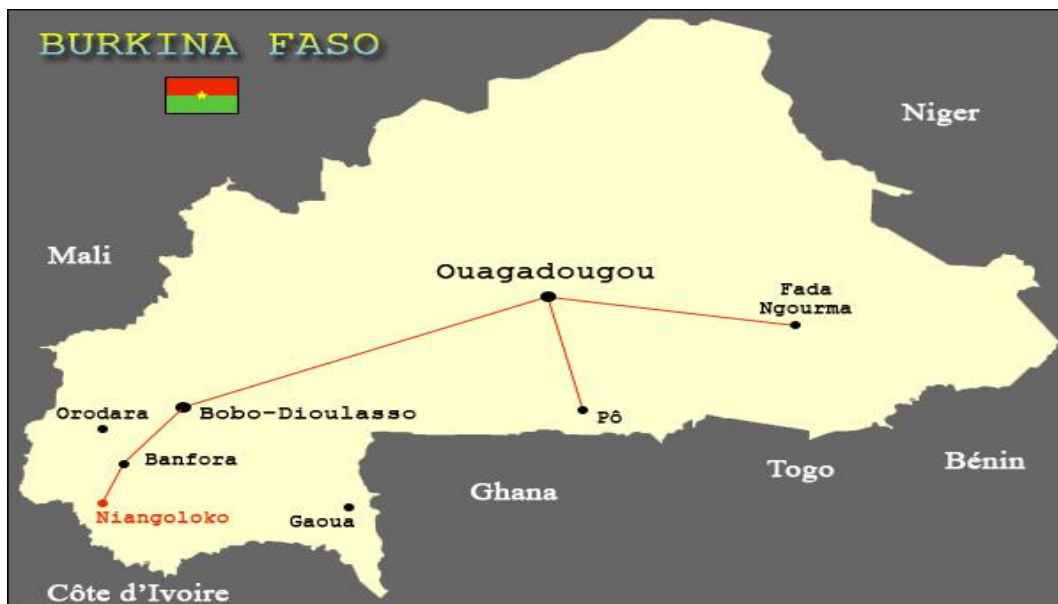 BURKINA FASO
Niger
Mali
Ouagadougou
Fada
Ngourma
Orodara
Bobo-Dioulasso
Pô
Banfora
Togo
Bénin
Ghana
Niangoloko
Gaoua
Côte d'Ivoire